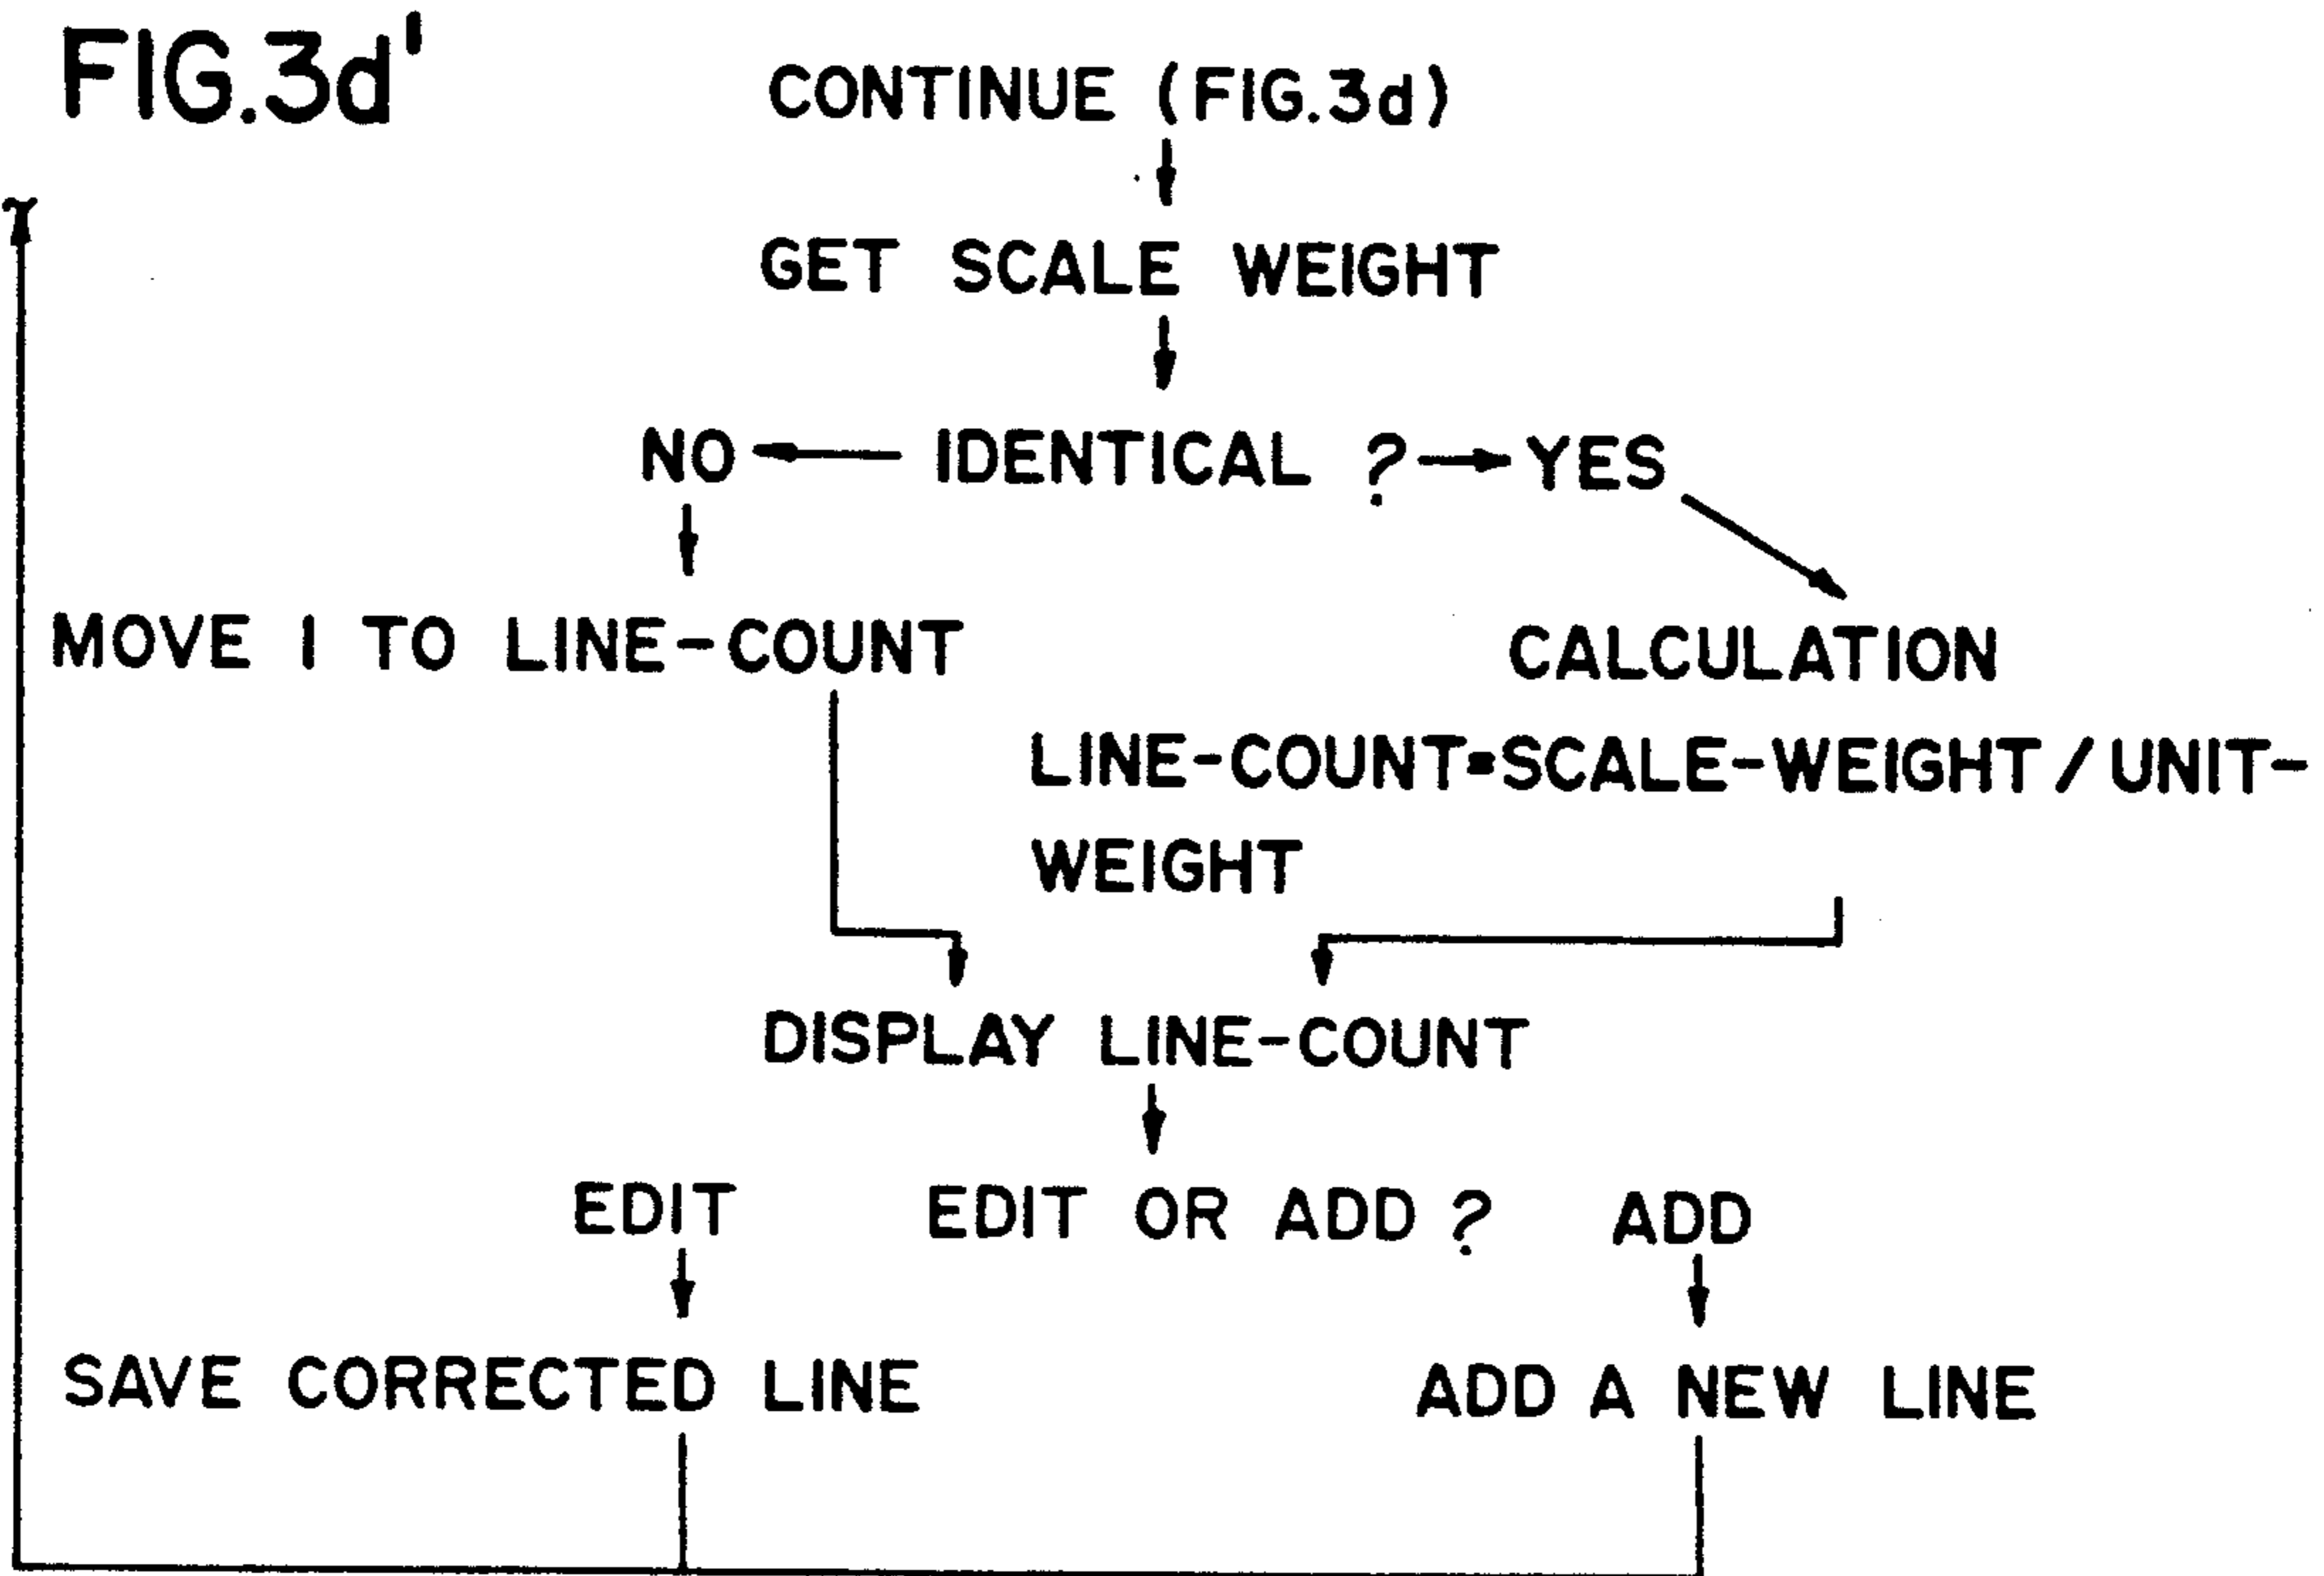 FIG.3d'
CONTINUE (FIG.3d)
GET SCALE WEIGHT
NO IDENTICAL ? YES
MOVE 1 TO LINE-COUNT
CALCULATION
LINE-COUNT=SCALE-WEIGHT/UNIT-
WEIGHT
DISPLAY LINE-COUNT
EDIT EDIT OR ADD ? ADD
SAVE CORRECTED LINE
ADD A NEW LINE